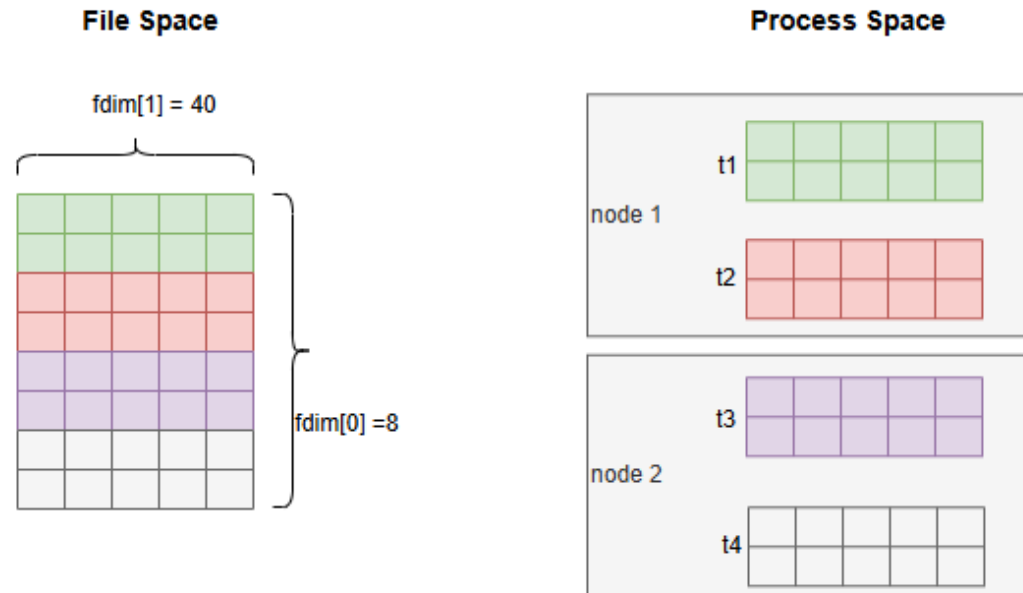 File Space
Process Space
fdim[1] = 40
fdim[0] =8
node 1
t1
t2
node 2
t3
t4